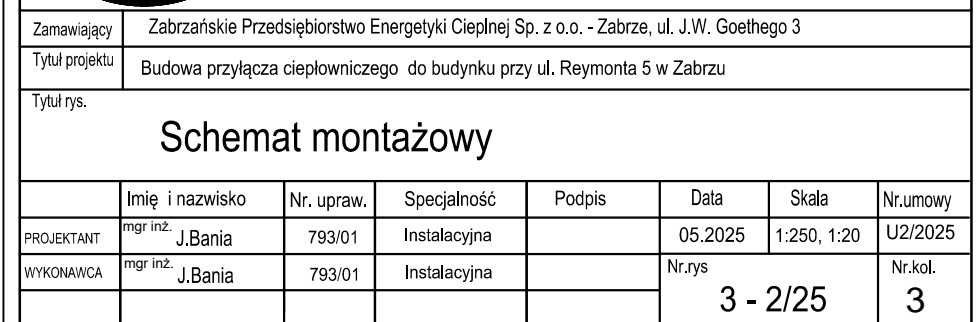 Zamawiający Zabrzańskie Przedsiębiorstwo Energetyki Cieplnej Sp. z o.o. - Zabrze, ul. J.W. Goethego 3
Tytuł projektu Budowa przyłącza ciepłowniczego do budynku przy ul. Reymonta 5 w Zabrzu
Tytuł rys.
Schemat montażowy
Imię i nazwisko Nr. upraw. Specjalność Podpis Data Skala Nr.umowy
PROJEKTANT mgr inż. J.Bania 793/01 Instalacyjna 05.2025 1:250, 1:20 U2/2025
WYKONAWCA mgr inż. J.Bania 793/01 Instalacyjna Nr.rys Nr.kol.
3 - 2/25 3